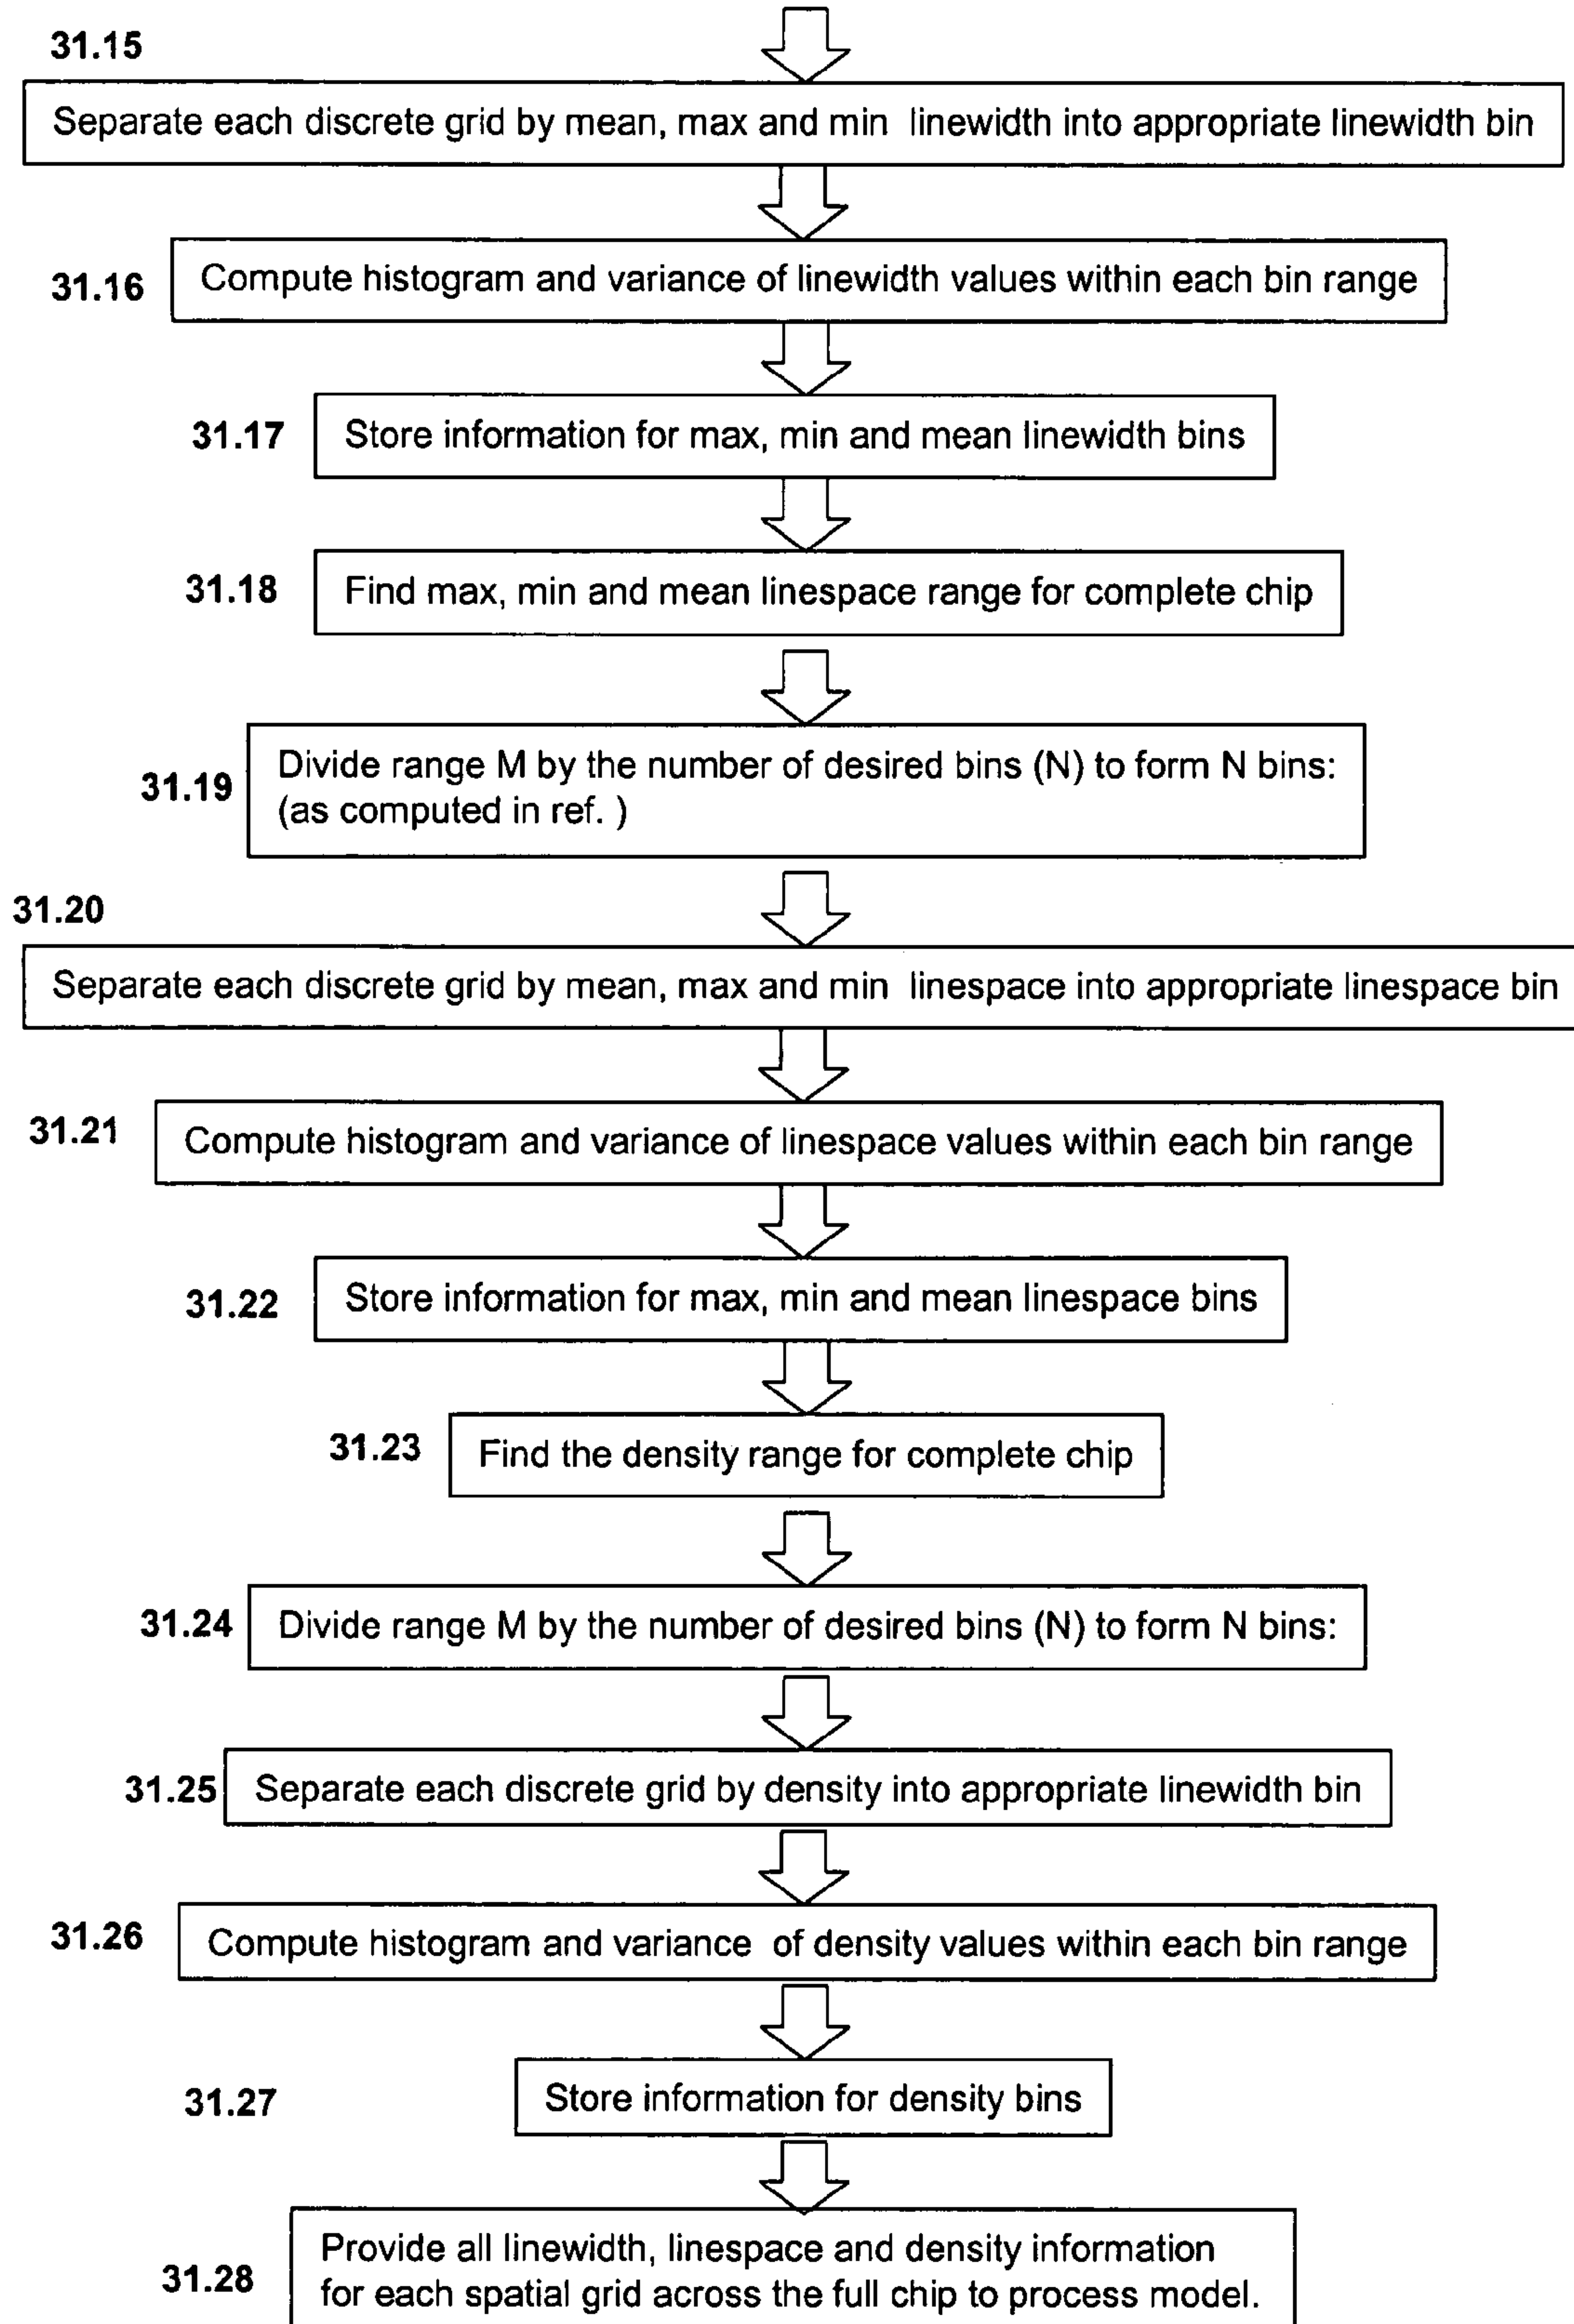 31.15
Separate each discrete grid by mean, max and min linewidth into appropriate linewidth bin
31.16
Compute histogram and variance of linewidth values within each bin range
31.17
Store information for max, min and mean linewidth bins
31.18
Find max, min and mean linespace range for complete chip
31.19
Divide range M by the number of desired bins (N) to form N bins:
(as computed in ref. )
31.20
Separate each discrete grid by mean, max and min linespace into appropriate linespace bin
31.21
Compute histogram and variance of linespace values within each bin range
31.22
Store information for max, min and mean linespace bins
31.23
Find the density range for complete chip
31.24
Divide range M by the number of desired bins (N) to form N bins:
31.25
Separate each discrete grid by density into appropriate linewidth bin
31.26
Compute histogram and variance of density values within each bin range
31.27
Store information for density bins
31.28
Provide all linewidth, linespace and density information
for each spatial grid across the full chip to process model.